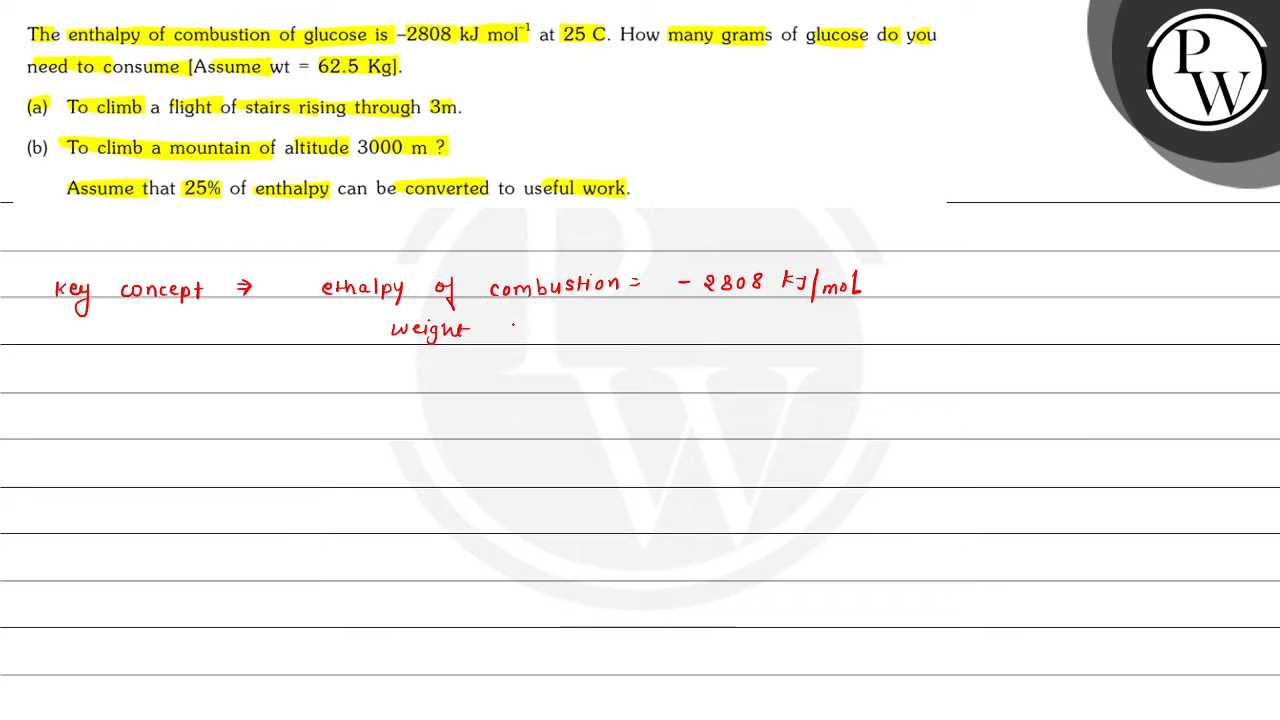 The enthalpy of combustion of glucose is –2808 kJ mol⁻¹ at 25 C. How many grams of glucose do you
need to consume [Assume wt = 62.5 Kg].
(a) To climb a flight of stairs rising through 3m.
(b) To climb a mountain of altitude 3000 m ?
Assume that 25% of enthalpy can be converted to useful work.
P
W
key concept ⇒ ethalpy of combustion = - 2808 KJ/mol
weight